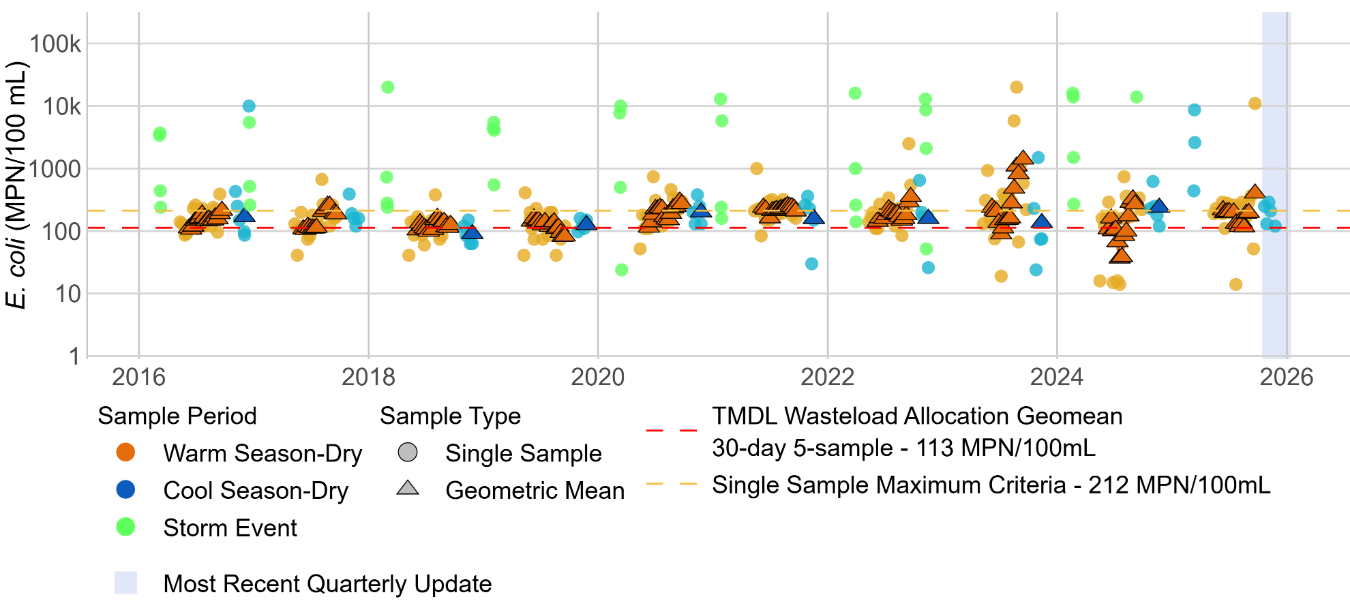 E. coli (MPN/100 mL)
100k
10k
1000
100
10
1
2016 2018 2020 2022 2024 2026
Sample Period
Warm Season-Dry
Cool Season-Dry
Storm Event
Most Recent Quarterly Update
Sample Type
Single Sample
Geometric Mean
TMDL Wasteload Allocation Geomean
30-day 5-sample - 113 MPN/100mL
Single Sample Maximum Criteria - 212 MPN/100mL